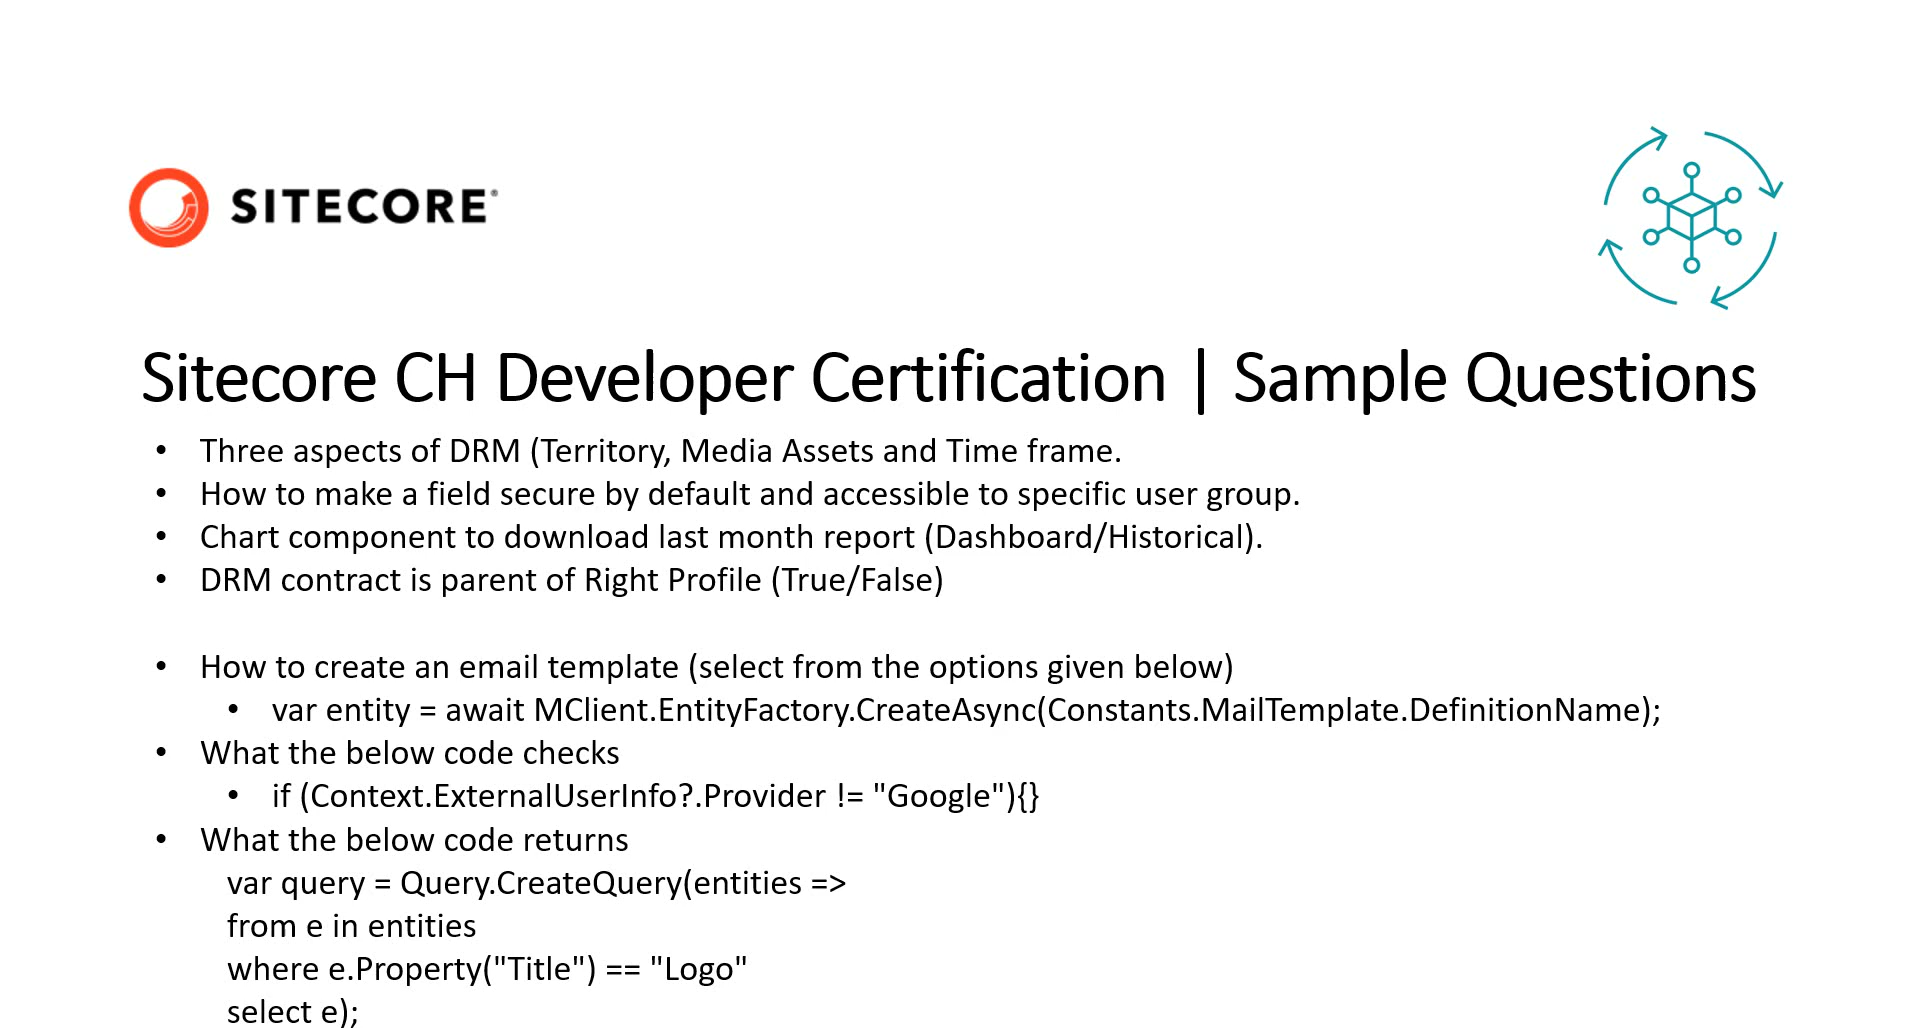 SITECORE®
Sitecore CH Developer Certification | Sample Questions
• Three aspects of DRM (Territory, Media Assets and Time frame.
• How to make a field secure by default and accessible to specific user group.
• Chart component to download last month report (Dashboard/Historical).
• DRM contract is parent of Right Profile (True/False)
• How to create an email template (select from the options given below)
• var entity = await MClient.EntityFactory.CreateAsync(Constants.MailTemplate.DefinitionName);
• What the below code checks
• if (Context.ExternalUserInfo?.Provider != "Google"){}
• What the below code returns
var query = Query.CreateQuery(entities =>
from e in entities
where e.Property("Title") == "Logo"
select e);